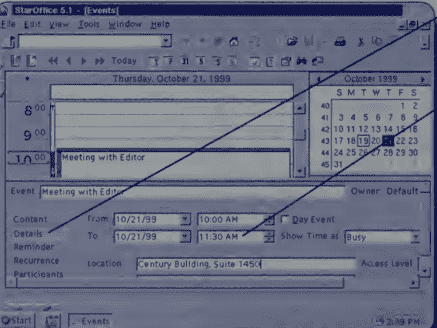 StarOffice 5.1 - [Events]
File Edit View Tools Window Help
Today
Thursday, October 21, 1999
October 1999
S M T W T F S
40 1 2
41 3 4 5 6 7 8 9
42 10 11 12 13 14 15 16
43 17 18 19 20 21 22 23
44 24 25 26 27 28 29 30
45 31
8 00
9 00
10 00 Meeting with Editor
Event Meeting with Editor Owner Default
Content From 10/21/99 10:00 AM Day Event
Details To 10/21/99 11:30 AM Show Time as Busy
Reminder
Recurrence Location Century Building, Suite 1450 Access Level
Participants
Start Events 2:39 PM